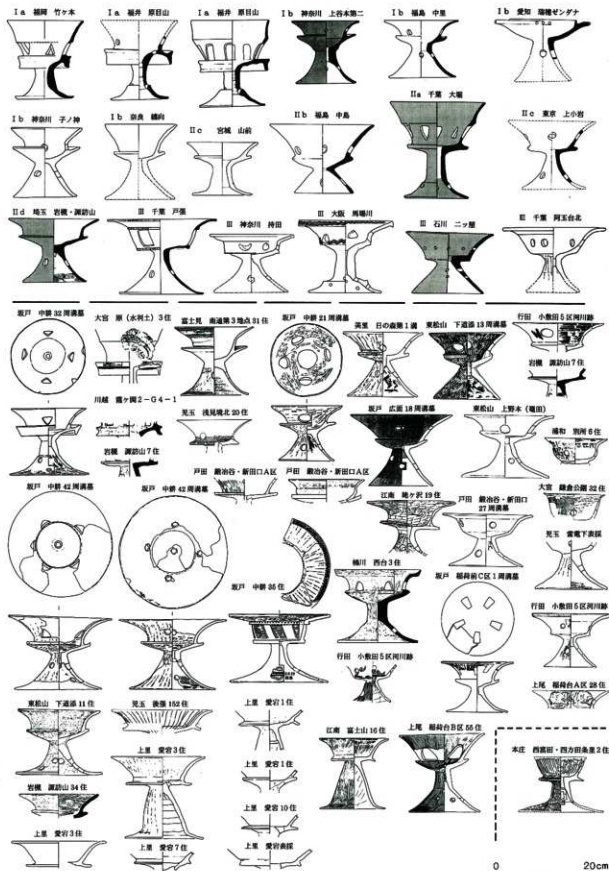 Ⅰa 福岡 竹ヶ本
Ⅰa 福井 原目山
Ⅰa 福井 原目山
Ⅰb 神奈川 上谷本第二
Ⅰb 福島 中里
Ⅰb 愛知 瑞穂ゼンダナ
Ⅰb 神奈川 子ノ神
Ⅰb 奈良 纏向
Ⅱc 宮城 山前
Ⅱb 福島 中島
Ⅱa 千葉 大堀
Ⅱc 東京 上小岩
Ⅱd 埼玉 岩槻・諏訪山
Ⅲ 千葉 戸張
Ⅲ 神奈川 持田
Ⅲ 大阪 馬場川
Ⅲ 石川 二ッ屋
Ⅲ 千葉 阿玉台北
坂戸 中耕32周溝墓
大宮 原(水判土)3住
富士見 南通第3地点31住
坂戸 中耕21周溝墓
美里 日の森第1溝
東松山 下道添13周溝墓
行田 小敷田5区河川跡
岩槻 諏訪山7住
川越 霞ヶ関2-G4-1
岩槻 諏訪山7住
児玉 浅見境北20住
坂戸 広面18周溝墓
東松山 上野本(堀田)
浦和 別所6住
戸田 鍛冶谷・新田口A区
戸田 鍛冶谷・新田口A区
大宮 鎌倉公園32住
坂戸 中耕42周溝墓
坂戸 中耕42周溝墓
江南 塩ヶ沢19住
戸田 鍛冶谷・新田口
27周溝墓
児玉 雷電下表採
坂戸 中耕35住
桶川 西台3住
坂戸 稲荷前C区1周溝墓
行田 小敷田5区河川跡
行田 小敷田5区河川跡
上尾 稲荷台A区28住
東松山 下道添11住
児玉 後張152住
上里 愛宕1住
上里 愛宕3住
上里 愛宕1住
江南 富士山16住
上尾 稲荷台B区55住
本庄 西富田・四方田条里2住
岩槻 諏訪山34住
上里 愛宕10住
上里 愛宕3住
上里 愛宕7住
上里 愛宕表採
0 20cm